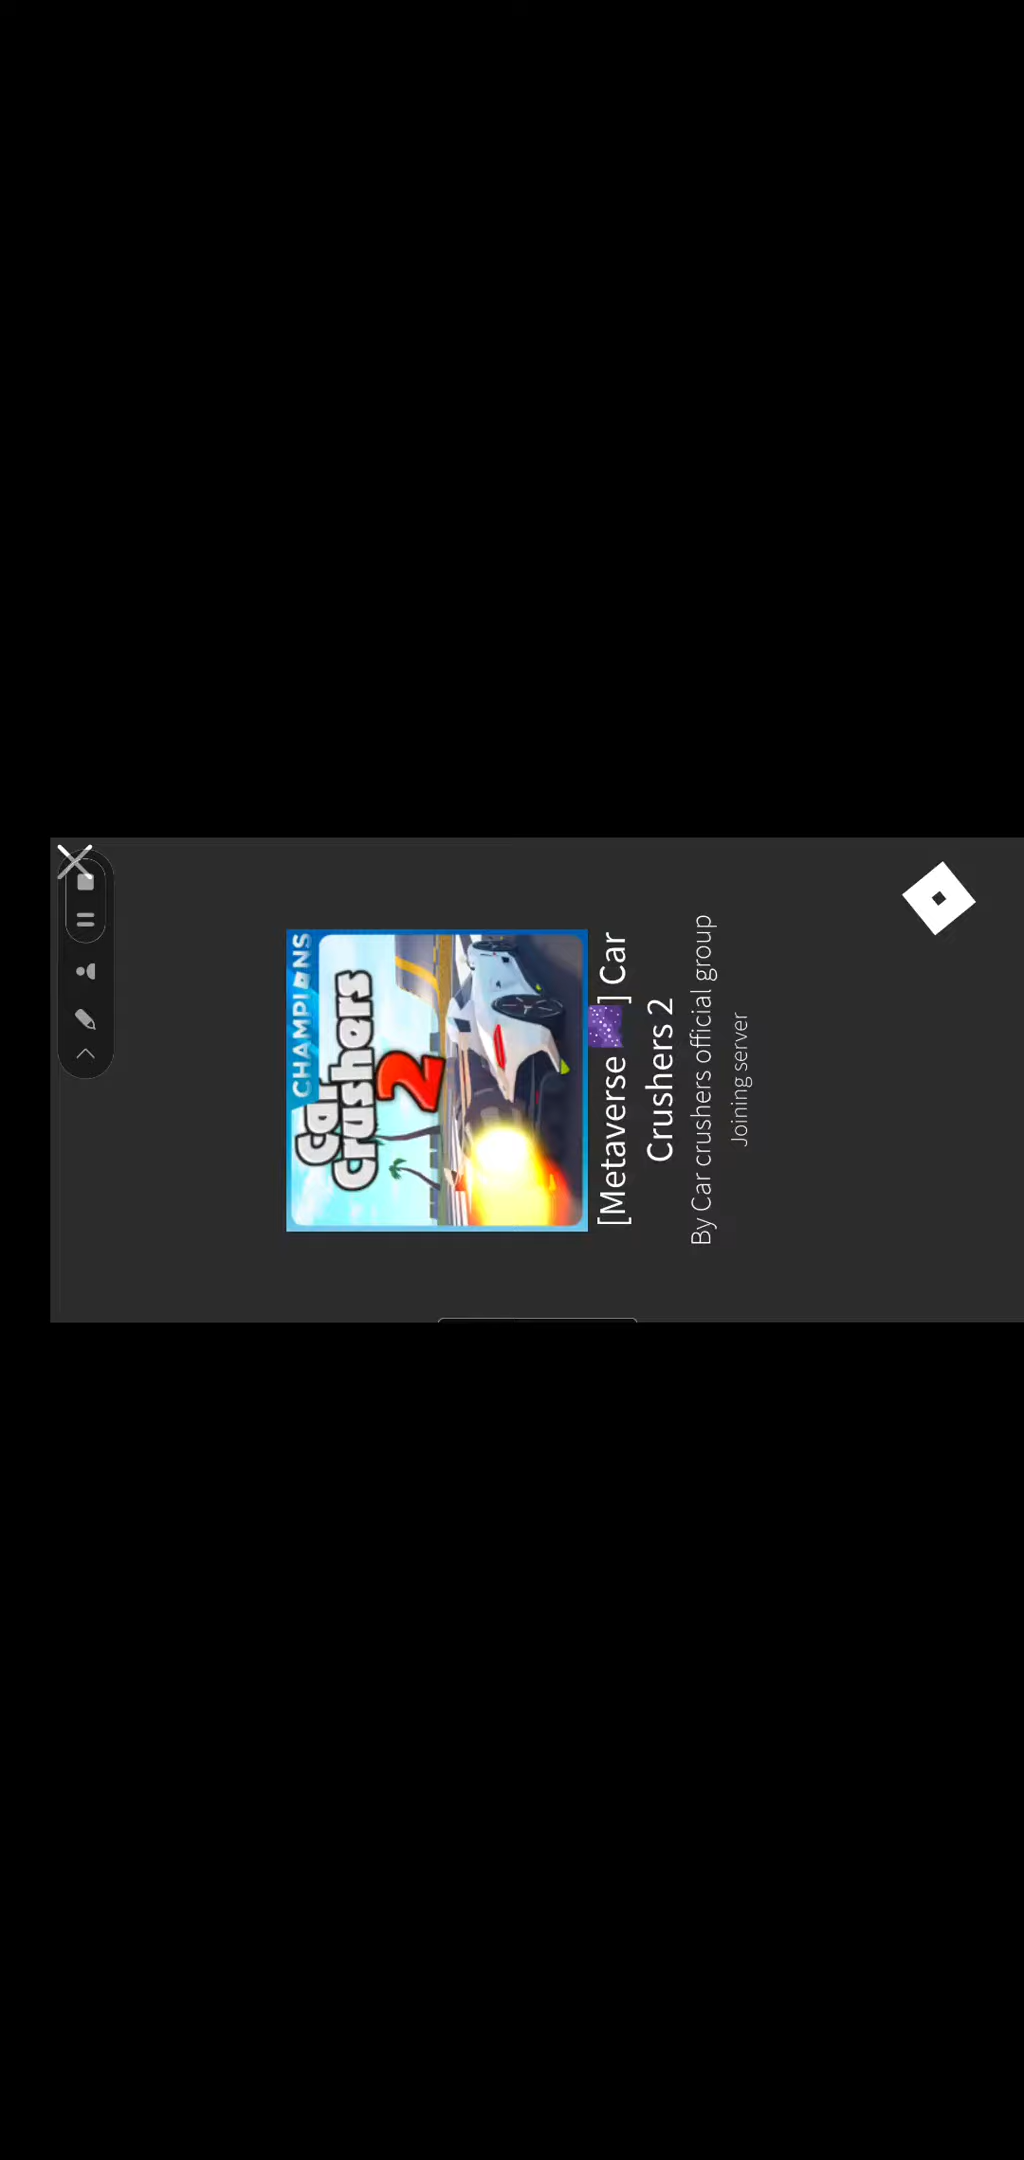 CHAMPIONS
Car
Crushers
2
[Metaverse 🌌] Car
Crushers 2
By Car crushers official group
Joining server